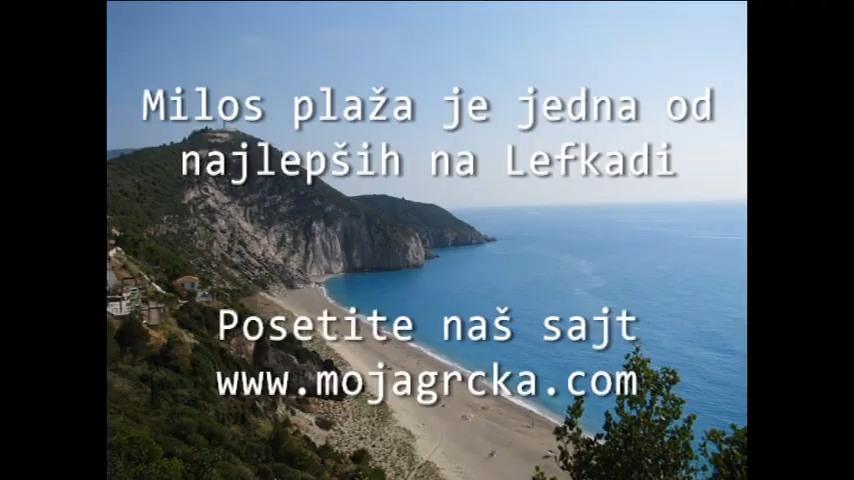 Milos plaža je jedna od
najlepših na Lefkadi
Posetite naš sajt
www.mojagrcka.com